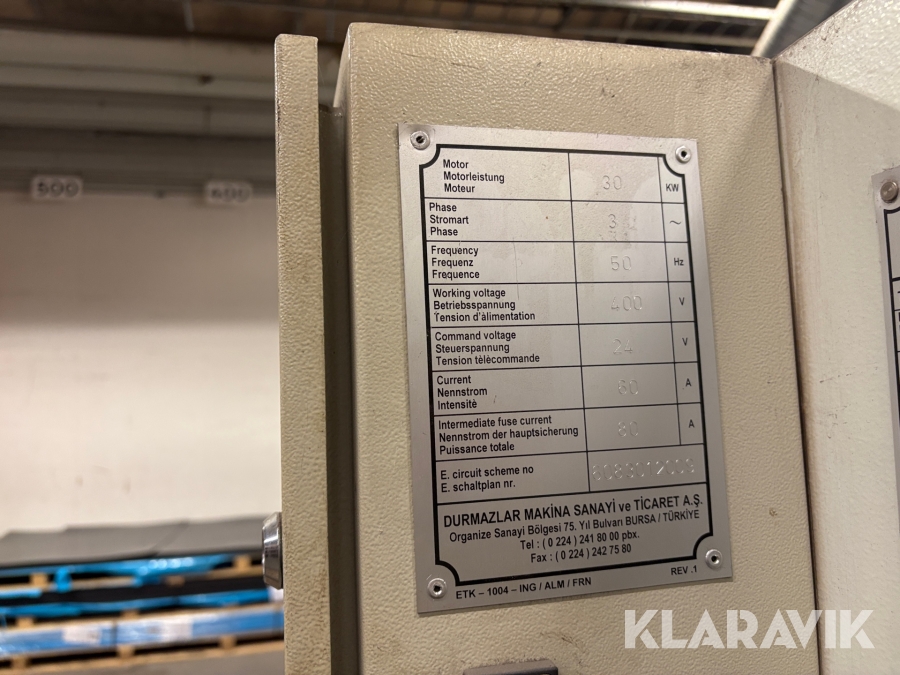 500
600
Motor
Motorleistung
Moteur
30
KW
Phase
Stromart
Phase
3
~
Frequency
Frequenz
Frequence
50
Hz
Working voltage
Betriebsspannung
Tension d'àlimentation
400
V
Command voltage
Steuerspannung
Tension tèlècommande
24
V
Current
Nennstrom
Intensitè
60
A
Intermediate fuse current
Nennstrom der hauptsicherung
Puissance totale
80
A
E. circuit scheme no
E. schaltplan nr.
DURMAZLAR MAKİNA SANAYİ ve TİCARET A.Ş.
Organize Sanayi Bölgesi 75. Yıl Bulvarı BURSA / TÜRKİYE
Tel : ( 0 224 ) 241 80 00 pbx.
Fax : ( 0 224 ) 242 75 80
ETK – 1004 – ING / ALM / FRN
REV .1
KLARAVIK